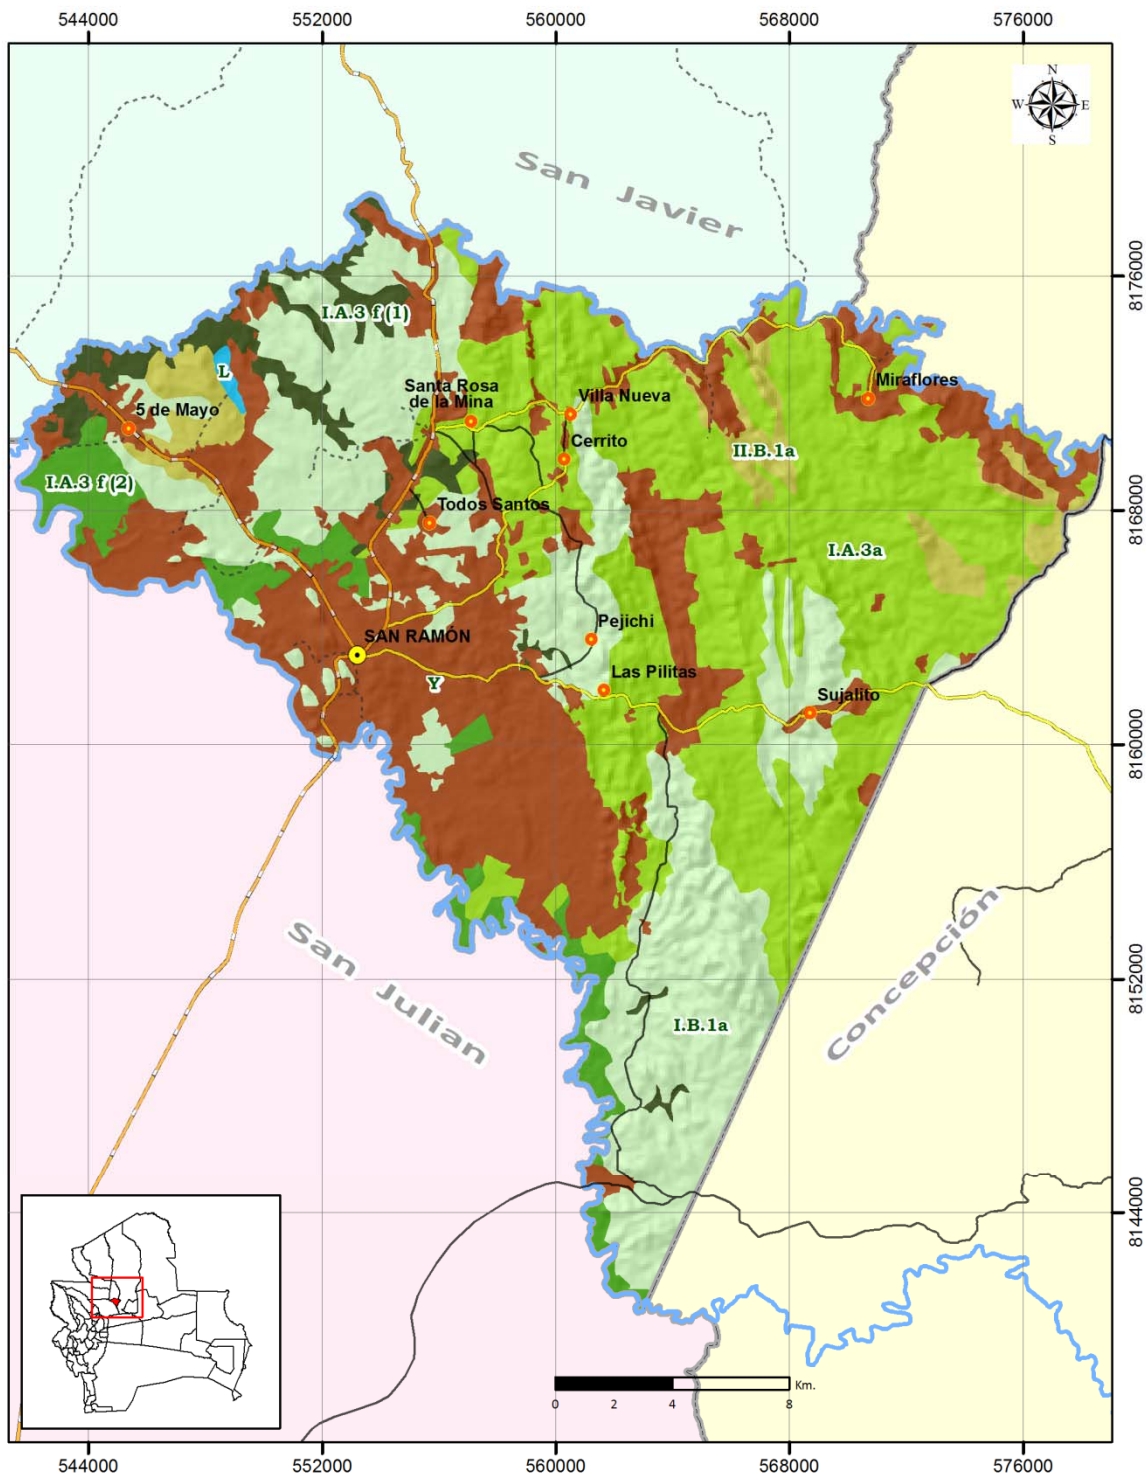 544000
552000
560000
568000
576000
N
W
E
S
San Javier
8176000
I.A.3 f (1)
L
Miraflores
Santa Rosa
de la Mina
Villa Nueva
5 de Mayo
Cerrito
II.B.1a
I.A.3 f (2)
Todos Santos
8168000
I.A.3a
SAN RAMÓN
Pejichi
Las Pilitas
Y
Sujalito
8160000
San Julian
Concepción
8152000
I.B.1a
8144000
Km.
0
2
4
8
544000
552000
560000
568000
576000